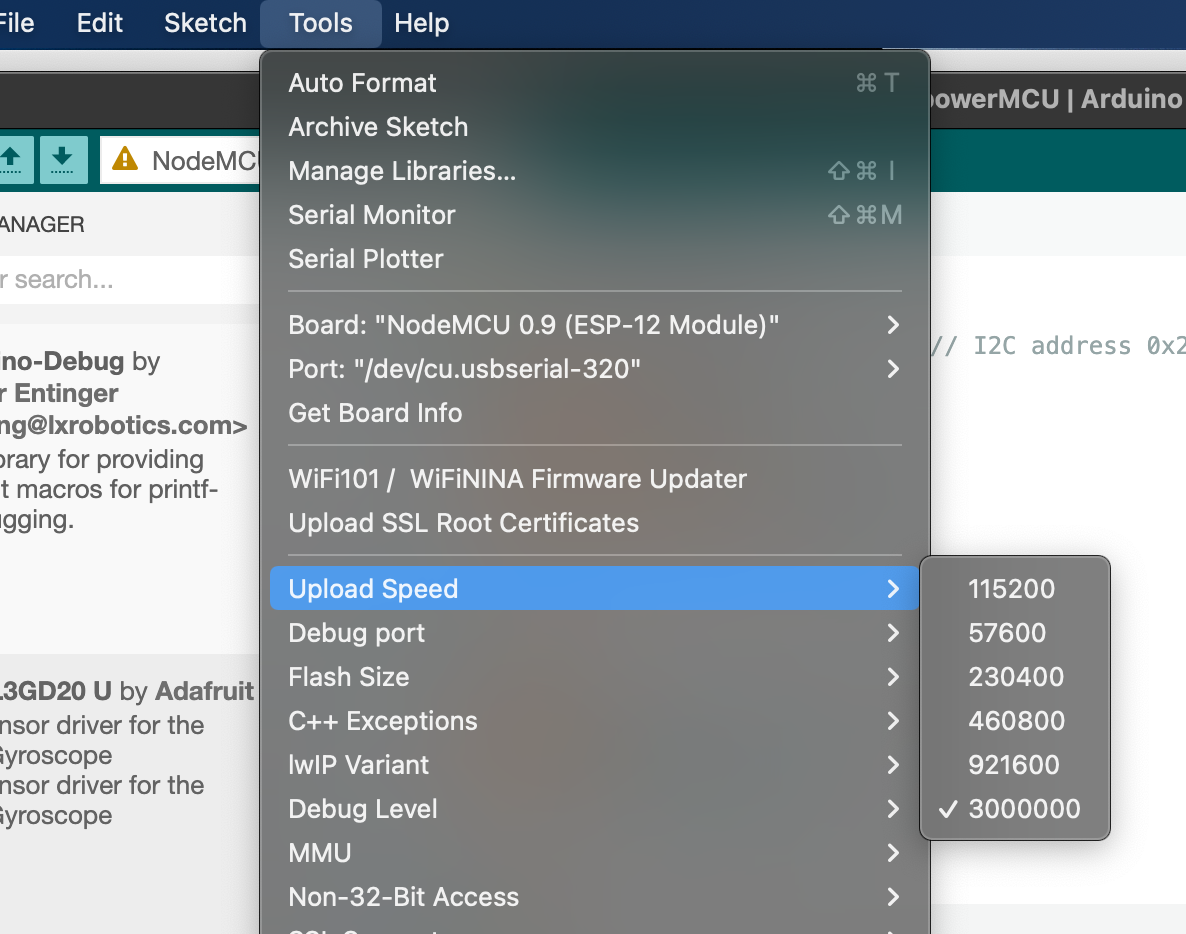 File Edit Sketch Tools Help
powerMCU | Arduino
NodeMCU
ANAGER
r search...
ino-Debug by
r Entinger
ng@lxrobotics.com>
brary for providing
t macros for printf-
ugging.
L3GD20 U by Adafruit
nsor driver for the
Gyroscope
nsor driver for the
Gyroscope
Auto Format ⌘T
Archive Sketch
Manage Libraries... ⇧⌘I
Serial Monitor ⇧⌘M
Serial Plotter
Board: "NodeMCU 0.9 (ESP-12 Module)"
Port: "/dev/cu.usbserial-320"
Get Board Info
WiFi101 / WiFiNINA Firmware Updater
Upload SSL Root Certificates
Upload Speed
Debug port
Flash Size
C++ Exceptions
lwIP Variant
Debug Level
MMU
Non-32-Bit Access
115200
57600
230400
460800
921600
✓ 3000000
// I2C address 0x2